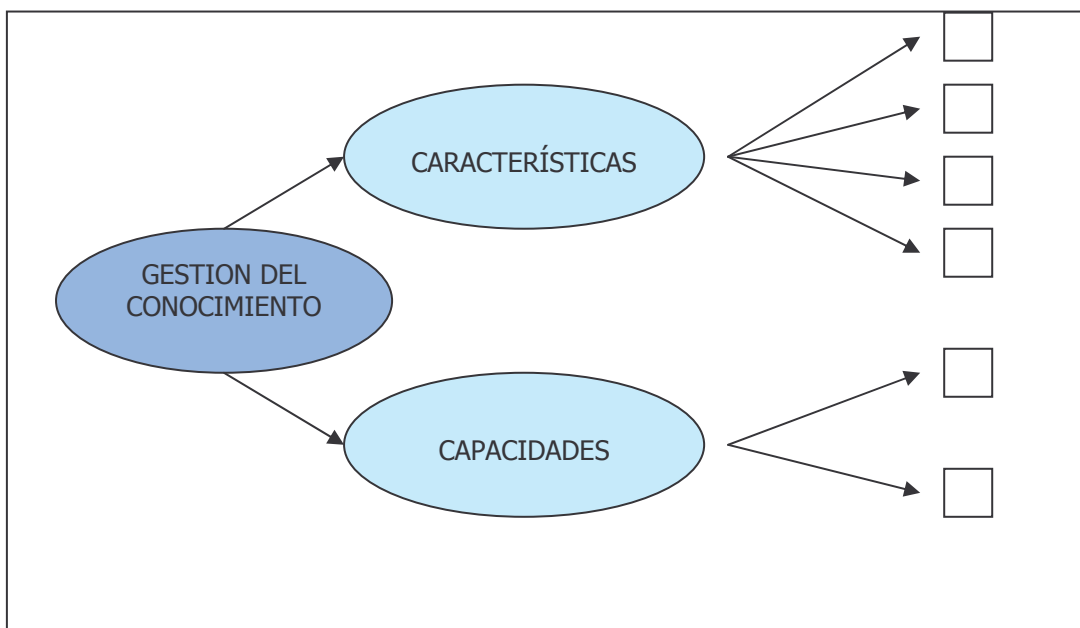 CARACTERÍSTICAS
GESTION DEL
CONOCIMIENTO
CAPACIDADES